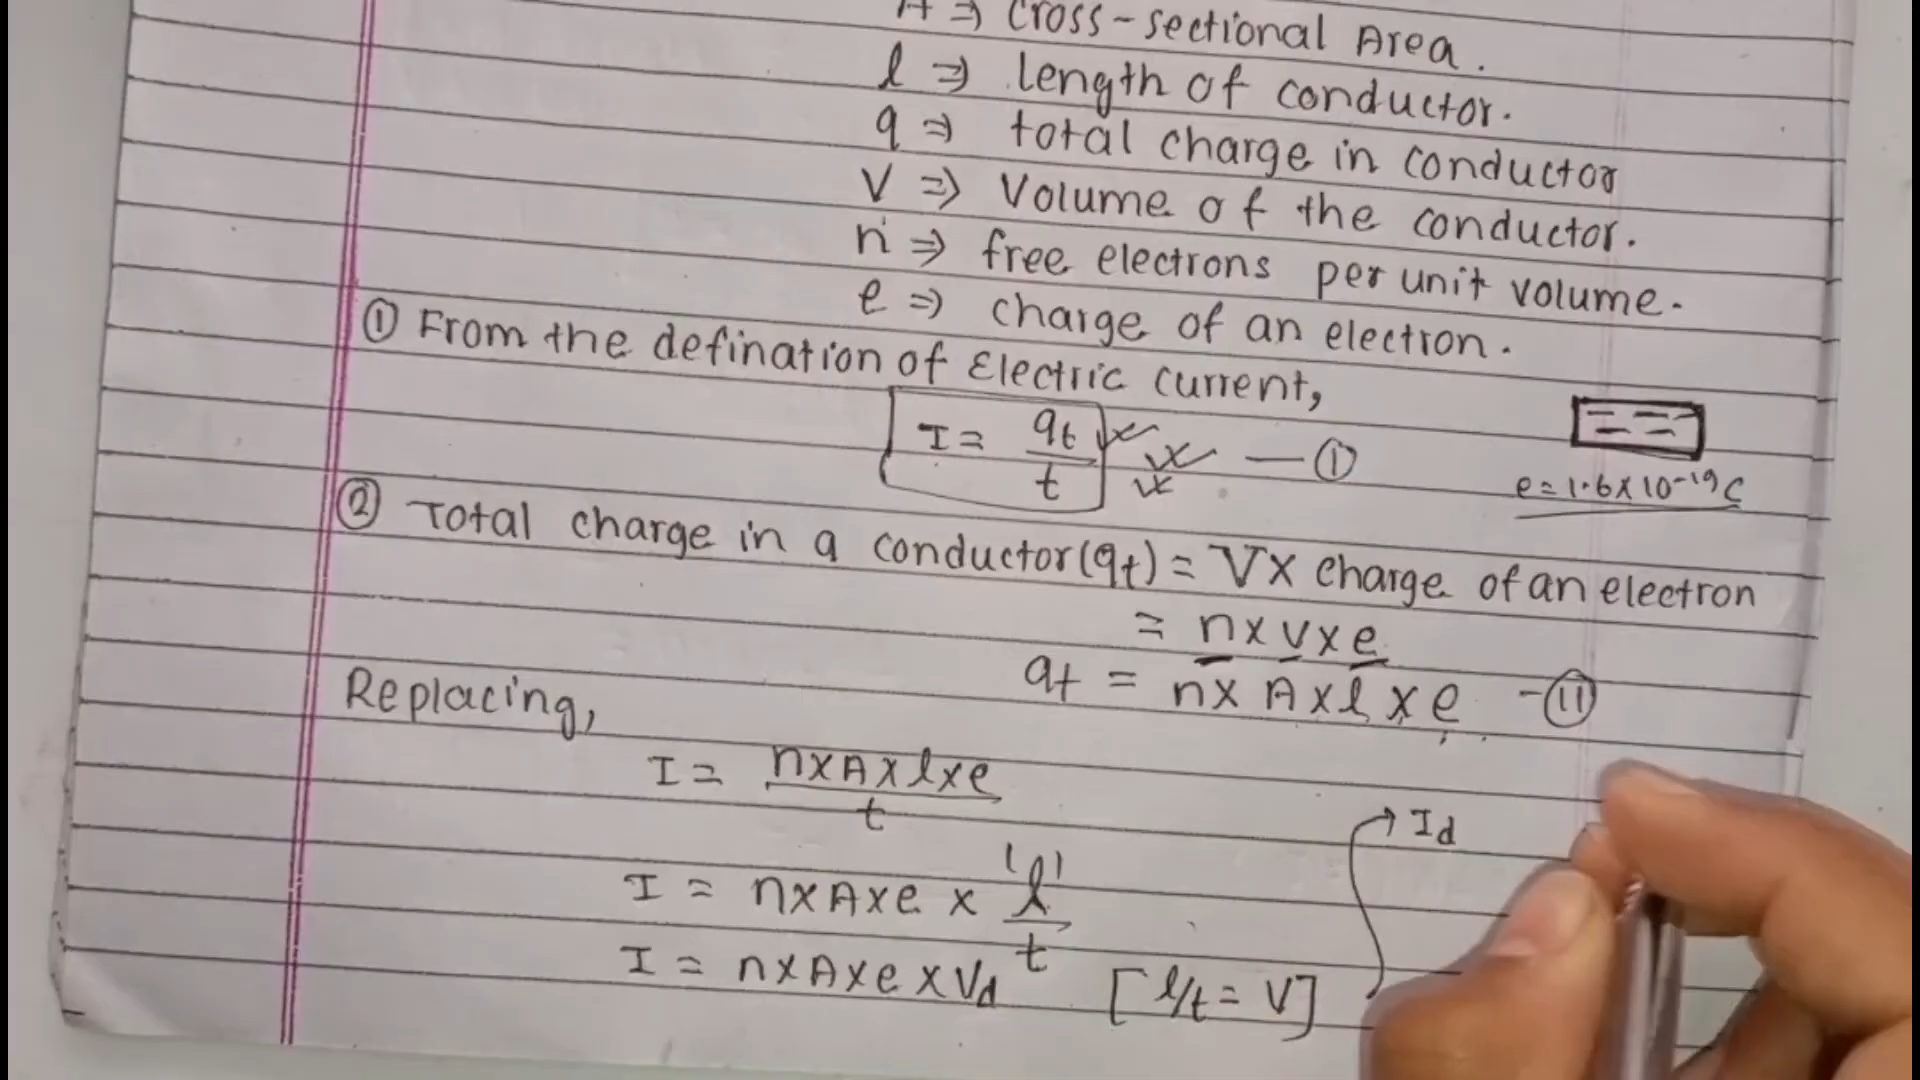 A ⇒ Cross-sectional Area.
l ⇒ length of conductor.
q ⇒ total charge in conductor
V ⇒ Volume of the conductor.
n ⇒ free electrons per unit volume.
e ⇒ charge of an electron.
① From the defination of Electric current,
I = qt/t — ①
e = 1.6 X 10⁻¹⁹ C
② Total charge in a conductor (qt) = V X charge of an electron
= n x v x e
qt = n x A x l x e - ⑪
Replacing,
I = n x A x l x e / t
I = n x A x e x 'l'/t
I = n x A x e x Vd [l/t = V] → Id